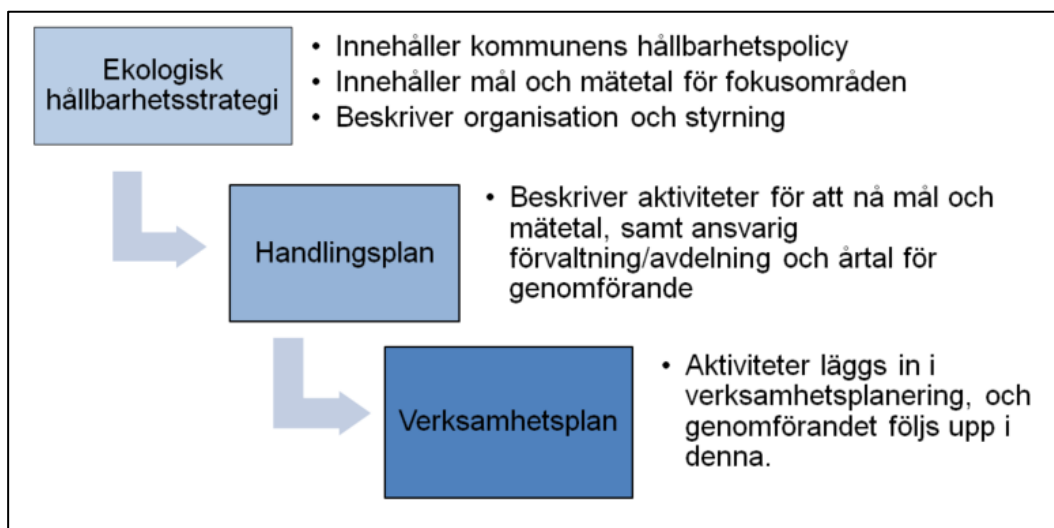 Ekologisk
hållbarhetsstrategi
• Innehåller kommunens hållbarhetspolicy
• Innehåller mål och mätetal för fokusområden
• Beskriver organisation och styrning
Handlingsplan
• Beskriver aktiviteter för att nå mål och
mätetal, samt ansvarig
förvaltning/avdelning och årtal för
genomförande
Verksamhetsplan
• Aktiviteter läggs in i
verksamhetsplanering, och
genomförandet följs upp i
denna.